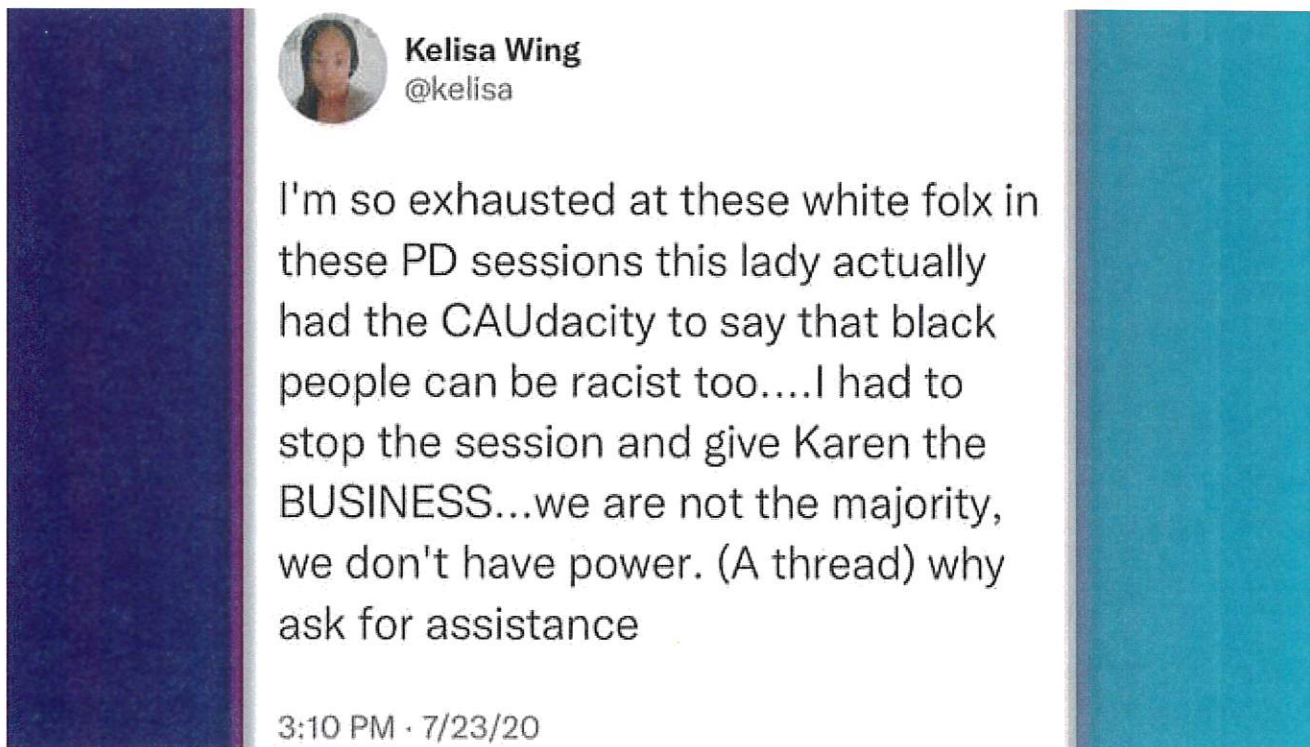 Kelisa Wing
@kelisa
I'm so exhausted at these white folx in
these PD sessions this lady actually
had the CAUdacity to say that black
people can be racist too....I had to
stop the session and give Karen the
BUSINESS...we are not the majority,
we don't have power. (A thread) why
ask for assistance
3:10 PM · 7/23/20